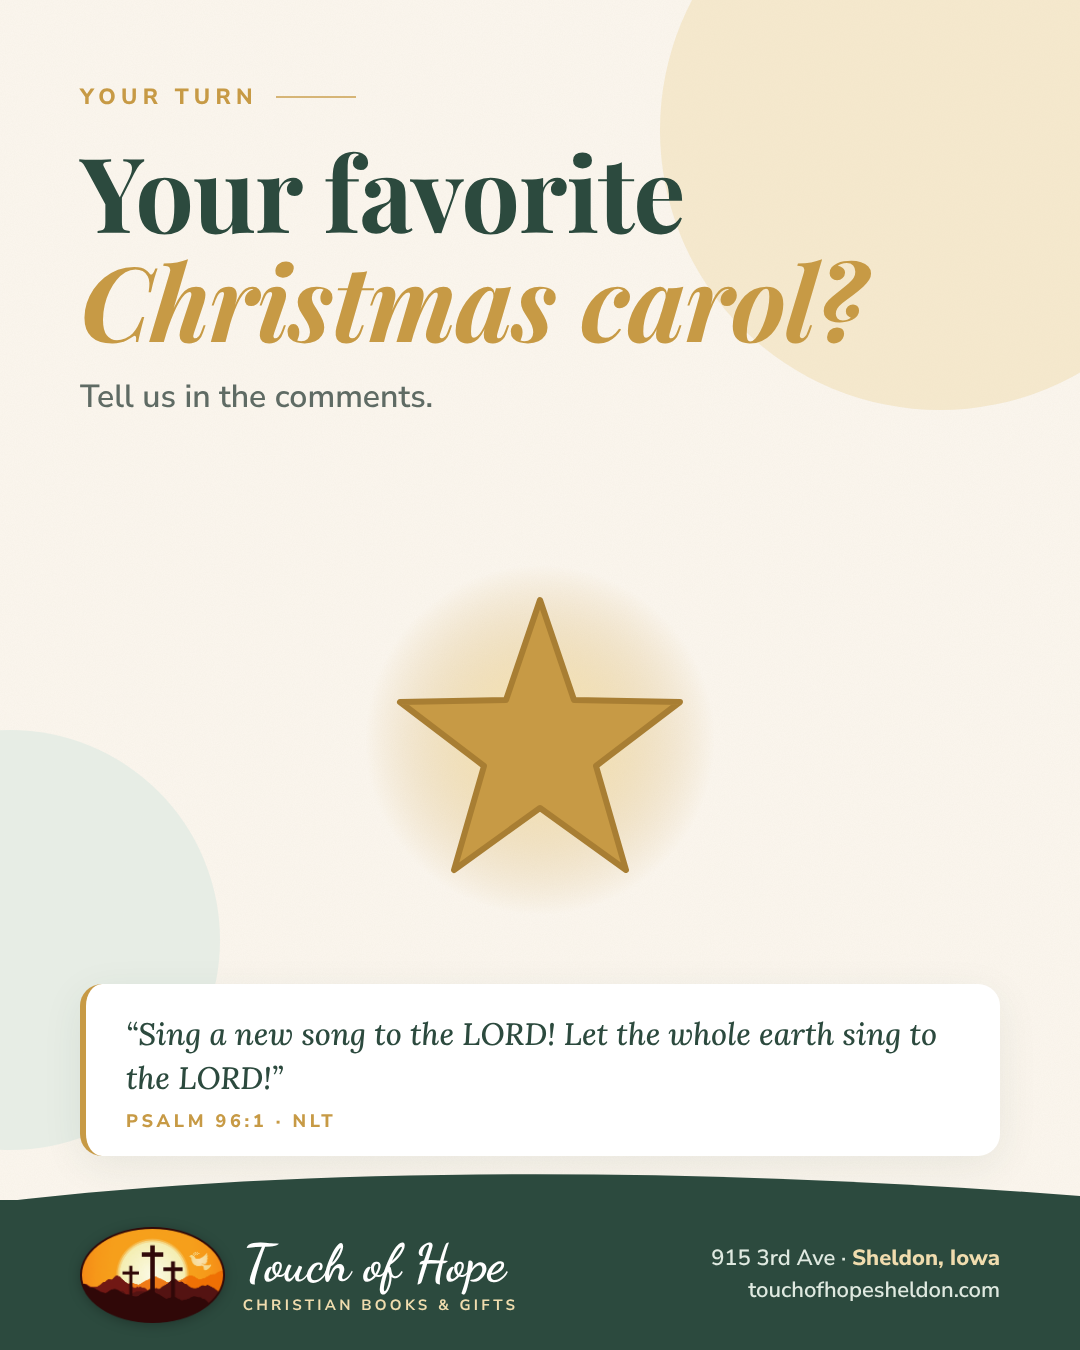 YOUR TURN
Your favorite
Christmas carol?
Tell us in the comments.
“Sing a new song to the LORD! Let the whole earth sing to
the LORD!”
PSALM 96:1 · NLT
Touch of Hope
CHRISTIAN BOOKS & GIFTS
915 3rd Ave · Sheldon, Iowa
touchofhopesheldon.com